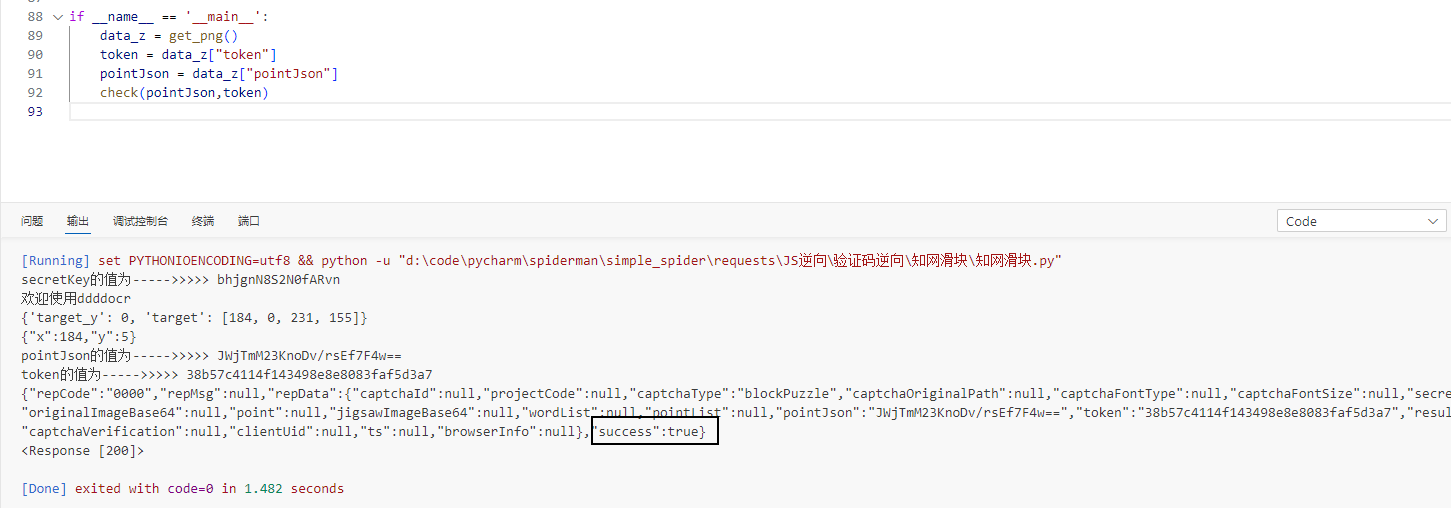 88 if __name__ == '__main__':
89 data_z = get_png()
90 token = data_z["token"]
91 pointJson = data_z["pointJson"]
92 check(pointJson,token)
93
问题 输出 调试控制台 终端 端口 Code
[Running] set PYTHONIOENCODING=utf8 && python -u "d:\code\pycharm\spiderman\simple_spider\requests\JS逆向\验证码逆向\知网滑块\知网滑块.py"
secretKey的值为----->>>>> bhjgnN8S2N0fARvn
欢迎使用ddddocr
{'target_y': 0, 'target': [184, 0, 231, 155]}
{"x":184,"y":5}
pointJson的值为----->>>>> JWjTmM23KnoDv/rsEf7F4w==
token的值为----->>>>> 38b57c4114f143498e8e8083faf5d3a7
{"repCode":"0000","repMsg":null,"repData":{"captchaId":null,"projectCode":null,"captchaType":"blockPuzzle","captchaOriginalPath":null,"captchaFontType":null,"captchaFontSize":null,"secre
"originalImageBase64":null,"point":null,"jigsawImageBase64":null,"wordList":null,"pointList":null,"pointJson":"JWjTmM23KnoDv/rsEf7F4w==","token":"38b57c4114f143498e8e8083faf5d3a7","resul
"captchaVerification":null,"clientUid":null,"ts":null,"browserInfo":null},"success":true}
<Response [200]>
[Done] exited with code=0 in 1.482 seconds